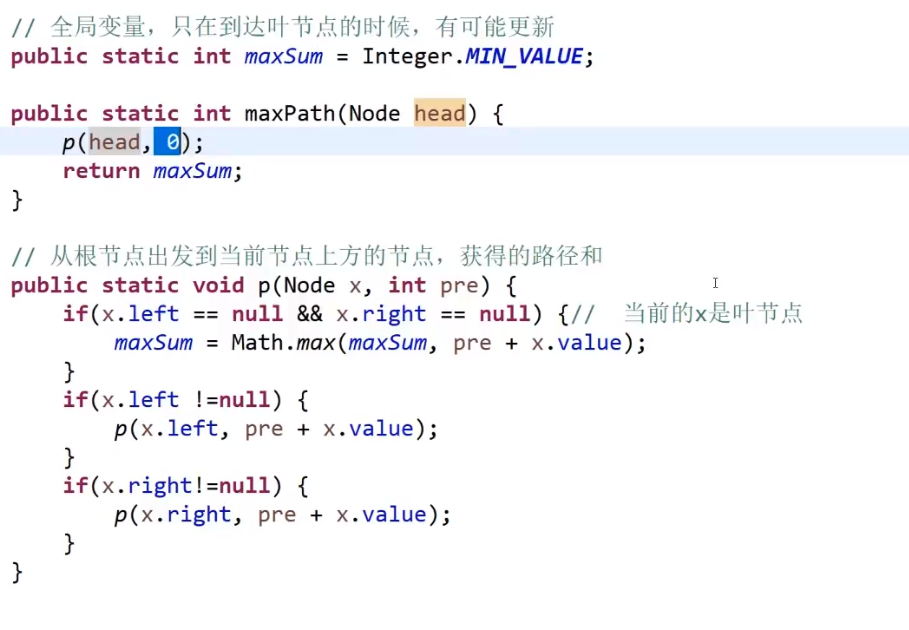 // 全局变量，只在到达叶节点的时候，有可能更新
public static int maxSum = Integer.MIN_VALUE;
public static int maxPath(Node head) {
p(head, 0);
return maxSum;
}
// 从根节点出发到当前节点上方的节点，获得的路径和
public static void p(Node x, int pre) {
if(x.left == null && x.right == null) {// 当前的x是叶节点
maxSum = Math.max(maxSum, pre + x.value);
}
if(x.left !=null) {
p(x.left, pre + x.value);
}
if(x.right!=null) {
p(x.right, pre + x.value);
}
}